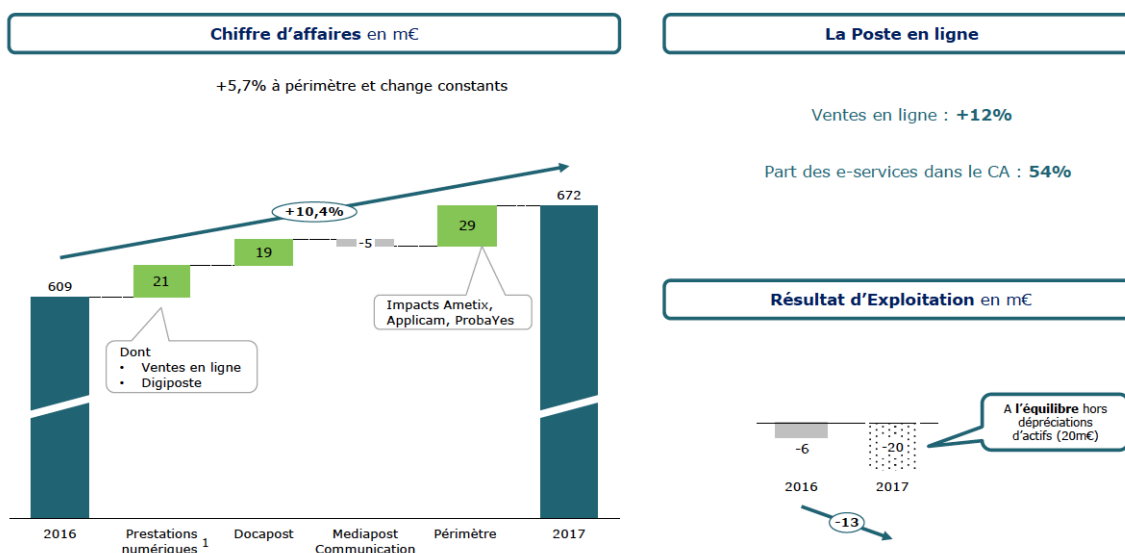 Chiffre d'affaires en m€
+5,7% à périmètre et change constants
+10,4%
609
21
19
-5
29
672
Dont
• Ventes en ligne
• Digiposte
Impacts Ametix,
Applicam, ProbaYes
2016
Prestations
numériques 1
Docapost
Mediapost
Communication
Périmètre
2017
La Poste en ligne
Ventes en ligne : +12%
Part des e-services dans le CA : 54%
Résultat d'Exploitation en m€
A l'équilibre hors
dépréciations
d'actifs (20m€)
-6
-20
2016
2017
-13